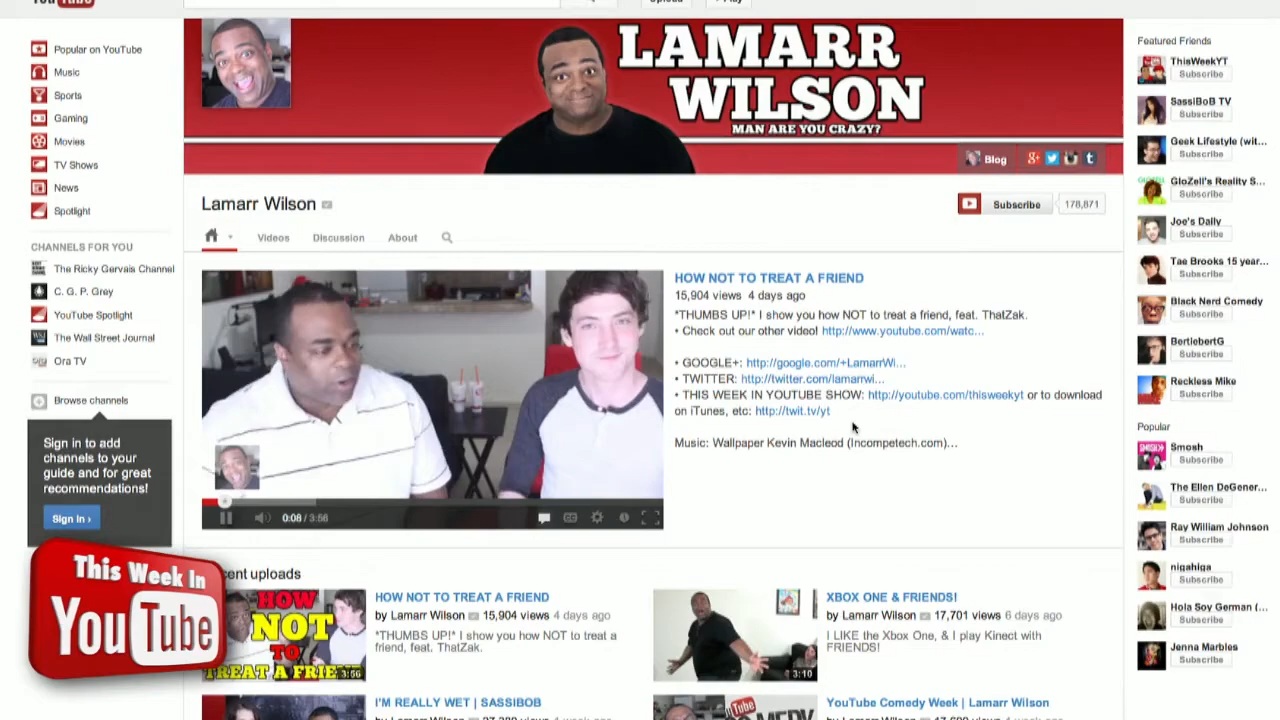 You Tube
Upload
Popular on YouTube
Music
Sports
Gaming
Movies
TV Shows
News
Spotlight
CHANNELS FOR YOU
The Ricky Gervais Channel
C. G. P. Grey
YouTube Spotlight
The Wall Street Journal
Ora TV
Browse channels
Sign in to add
channels to your
guide and for great
recommendations!
Sign in ›
This Week In
YouTube
LAMARR
WILSON
MAN ARE YOU CRAZY?
Blog
Lamarr Wilson
Subscribe 178,871
Videos Discussion About
0:08 / 3:56
HOW NOT TO TREAT A FRIEND
15,904 views 4 days ago
*THUMBS UP!* I show you how NOT to treat a friend, feat. ThatZak.
• Check out our other video! http://www.youtube.com/watc...
• GOOGLE+: http://google.com/+LamarrWi...
• TWITTER: http://twitter.com/lamarrwi...
• THIS WEEK IN YOUTUBE SHOW: http://youtube.com/thisweekyt or to download
on iTunes, etc: http://twit.tv/yt
Music: Wallpaper Kevin Macleod (Incompetech.com)...
cent uploads
HOW
NOT
TO
TREAT A FRIE
3:56
HOW NOT TO TREAT A FRIEND
by Lamarr Wilson 15,904 views 4 days ago
*THUMBS UP!* I show you how NOT to treat a
friend, feat. ThatZak.
3:10
XBOX ONE & FRIENDS!
by Lamarr Wilson 17,701 views 6 days ago
I LIKE the Xbox One, & I play Kinect with
FRIENDS!
I'M REALLY WET | SASSIBOB
YouTube Comedy Week | Lamarr Wilson
Featured Friends
ThisWeekYT
Subscribe
SassiBoB TV
Subscribe
Geek Lifestyle (wit...
Subscribe
GloZell's Reality S...
Subscribe
Joe's Daily
Subscribe
Tae Brooks 15 year...
Subscribe
Black Nerd Comedy
Subscribe
BertiebertG
Subscribe
Reckless Mike
Subscribe
Popular
Smosh
Subscribe
The Ellen DeGener...
Subscribe
Ray William Johnson
Subscribe
nigahiga
Subscribe
Hola Soy German (...
Subscribe
Jenna Marbles
Subscribe